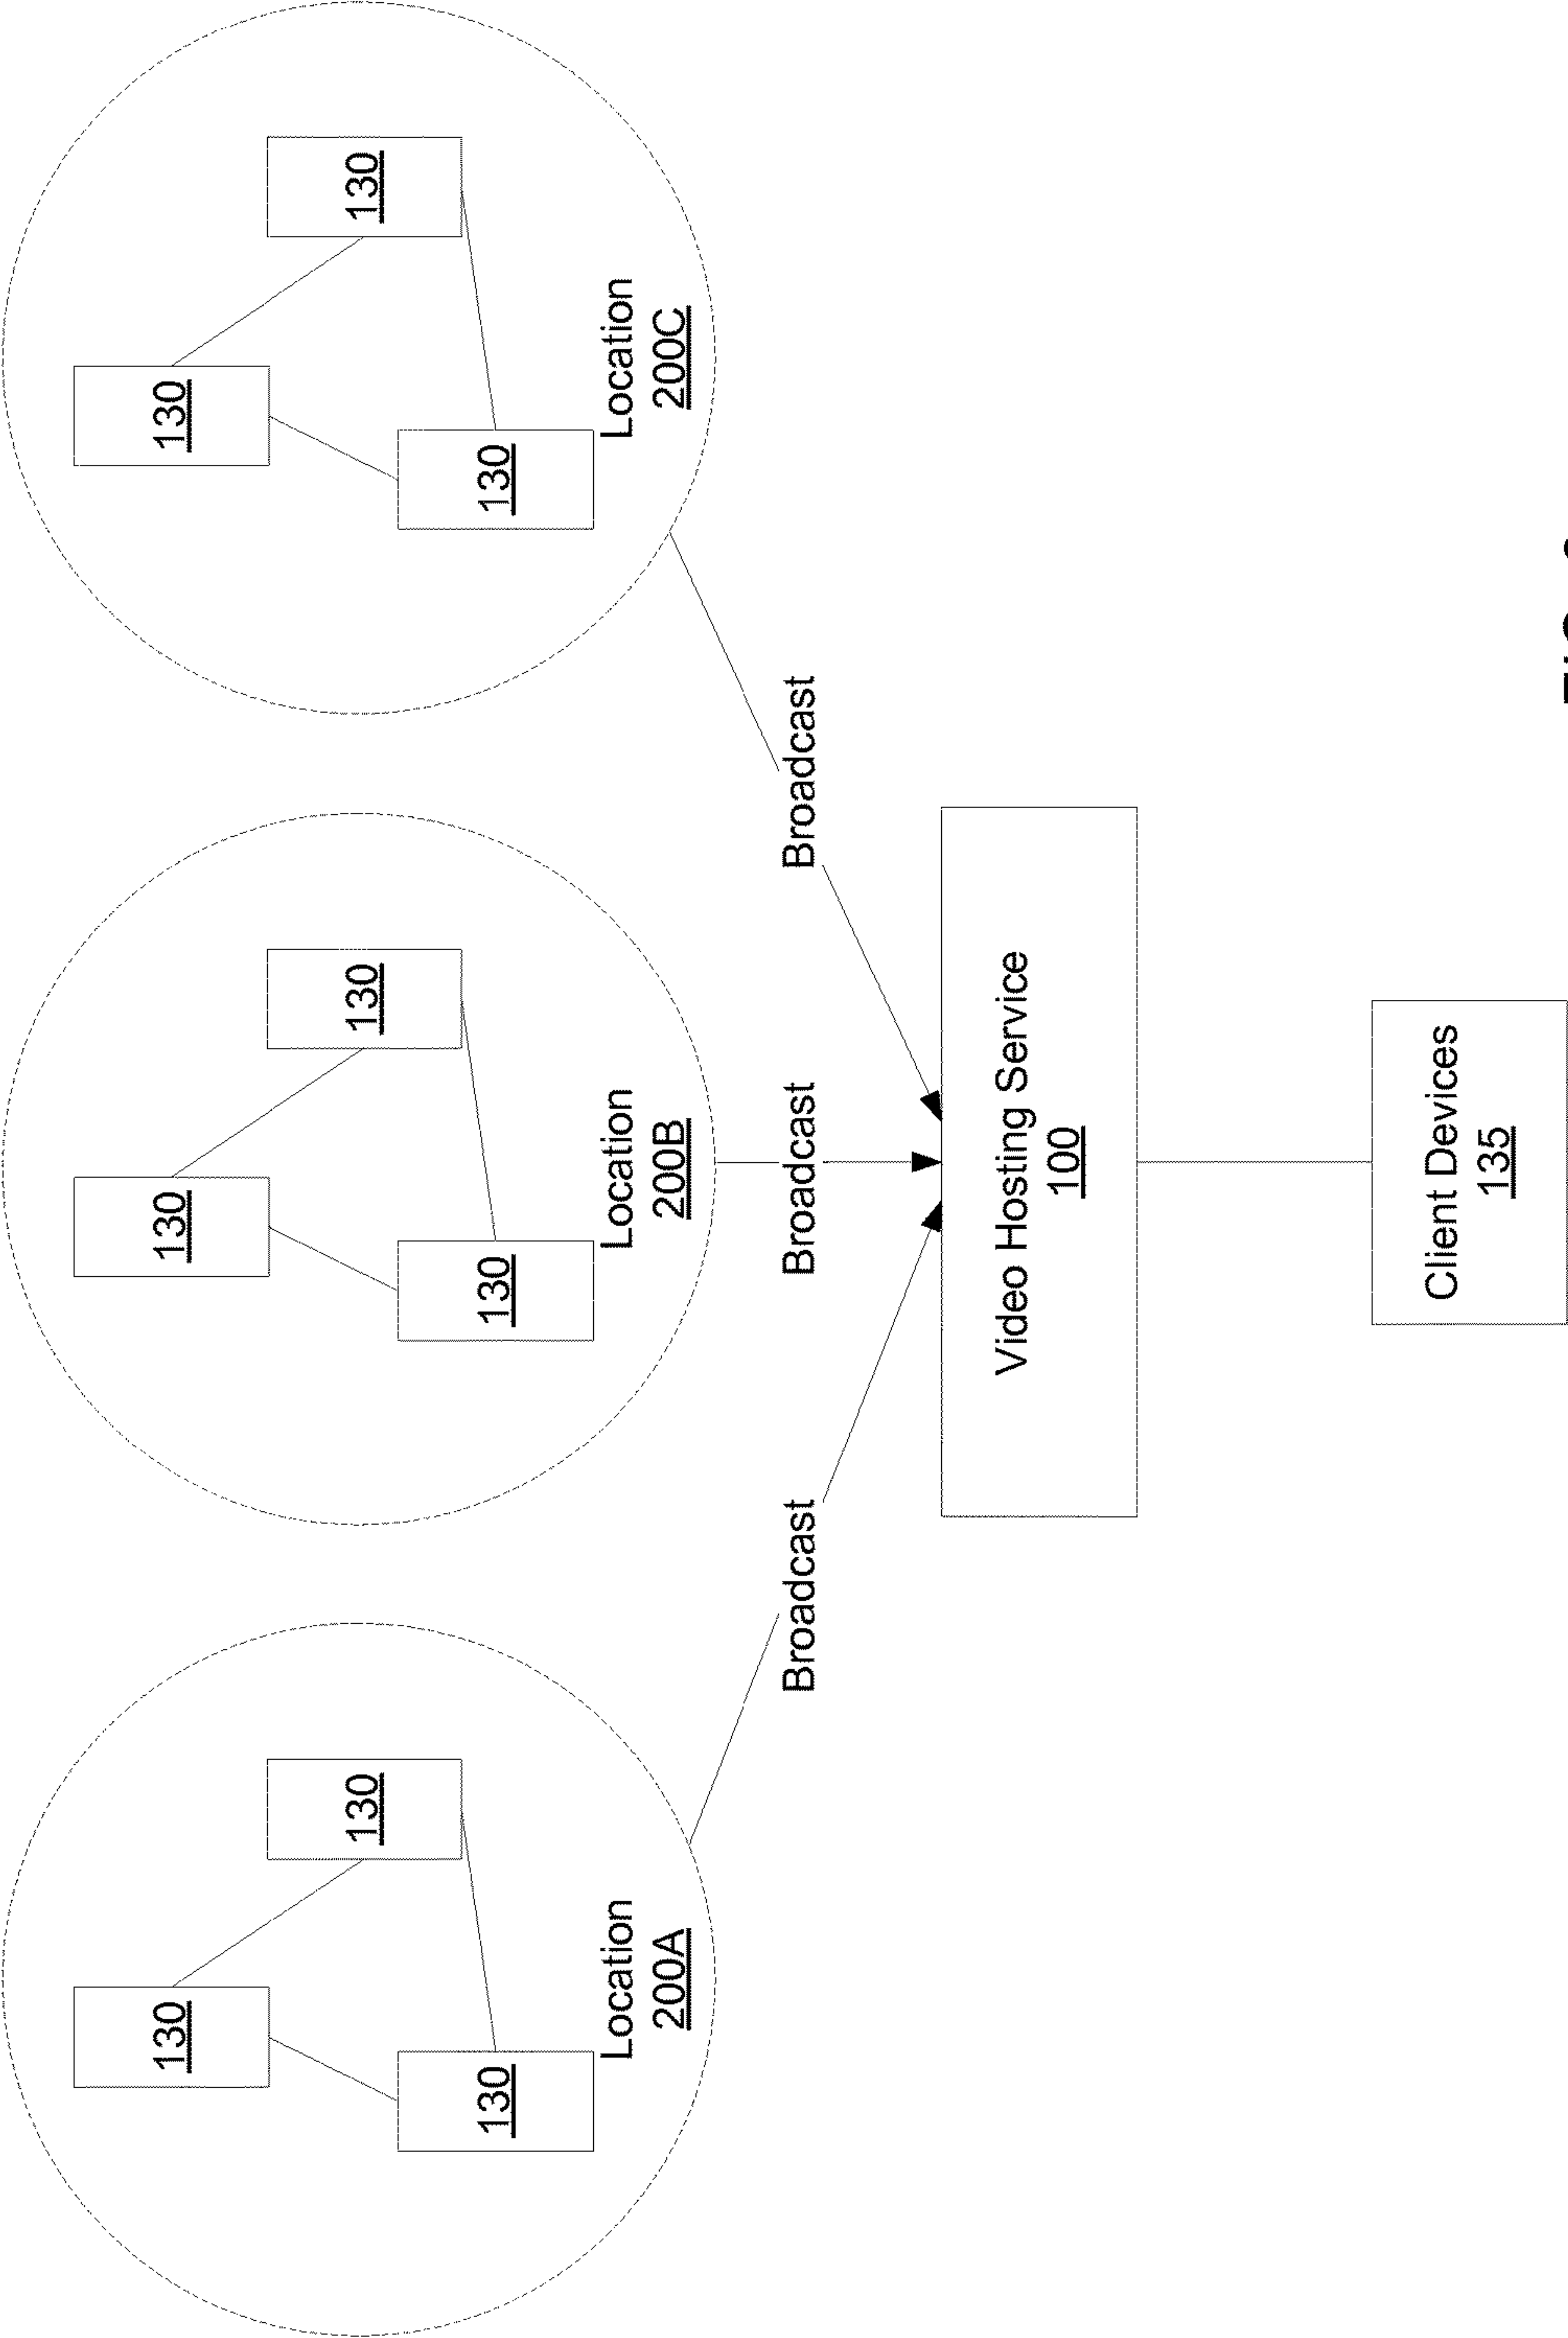 130
130
130
Location
200A
130
130
130
Location
200B
130
130
130
Location
200C
Broadcast
Broadcast
Broadcast
Video Hosting Service
100
Client Devices
135